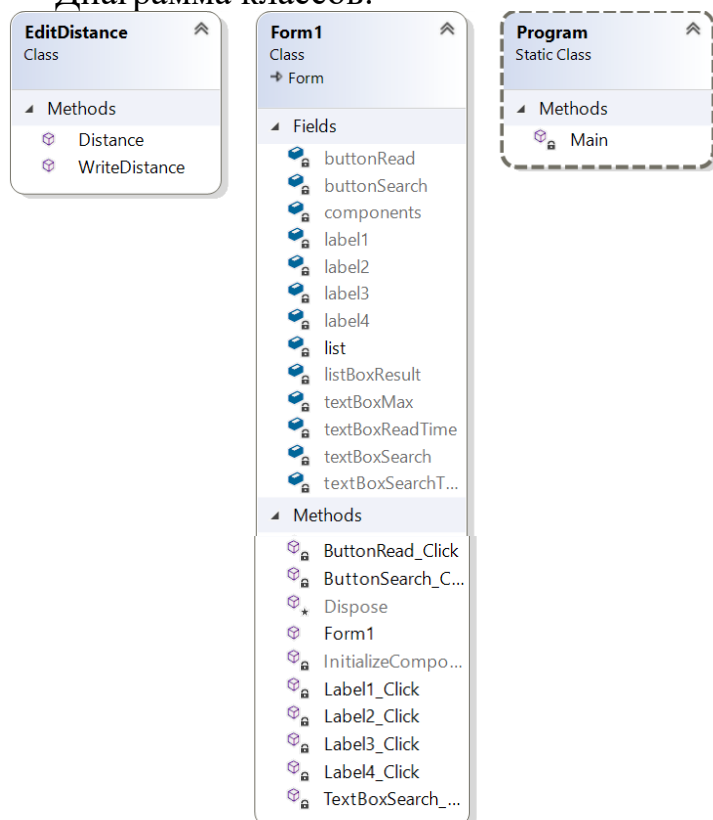 Диаграмма классов:
EditDistance
Class
Methods
Distance
WriteDistance
Form1
Class
Form
Fields
buttonRead
buttonSearch
components
label1
label2
label3
label4
list
listBoxResult
textBoxMax
textBoxReadTime
textBoxSearch
textBoxSearchT...
Methods
ButtonRead_Click
ButtonSearch_C...
Dispose
Form1
InitializeCompo...
Label1_Click
Label2_Click
Label3_Click
Label4_Click
TextBoxSearch_...
Program
Static Class
Methods
Main